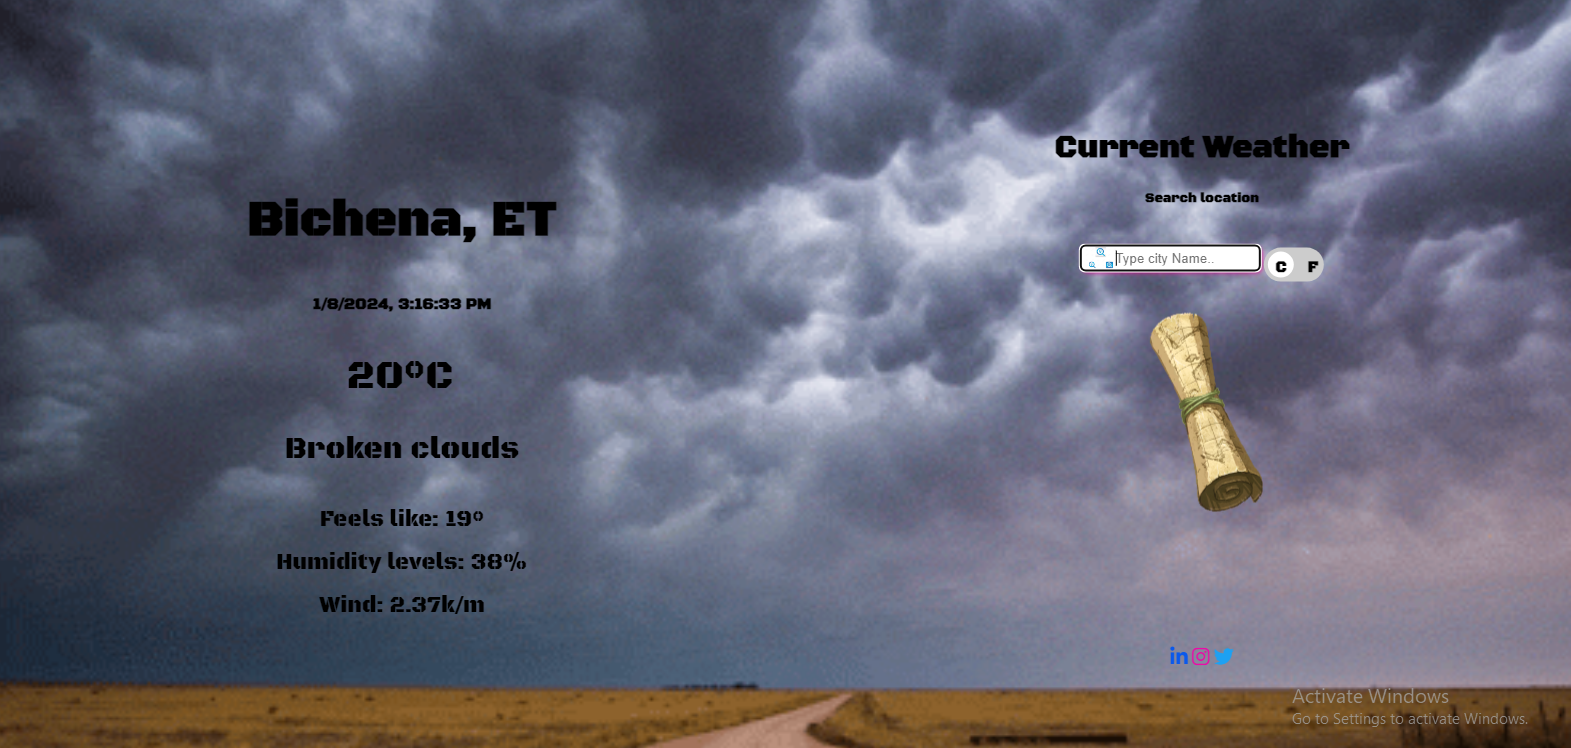 Bichena, ET
1/8/2024, 3:16:33 PM
20°C
Broken clouds
Feels like: 19°
Humidity levels: 38%
Wind: 2.37k/m
Current Weather
Search location
Type city Name..
C F
in
Activate Windows
Go to Settings to activate Windows.